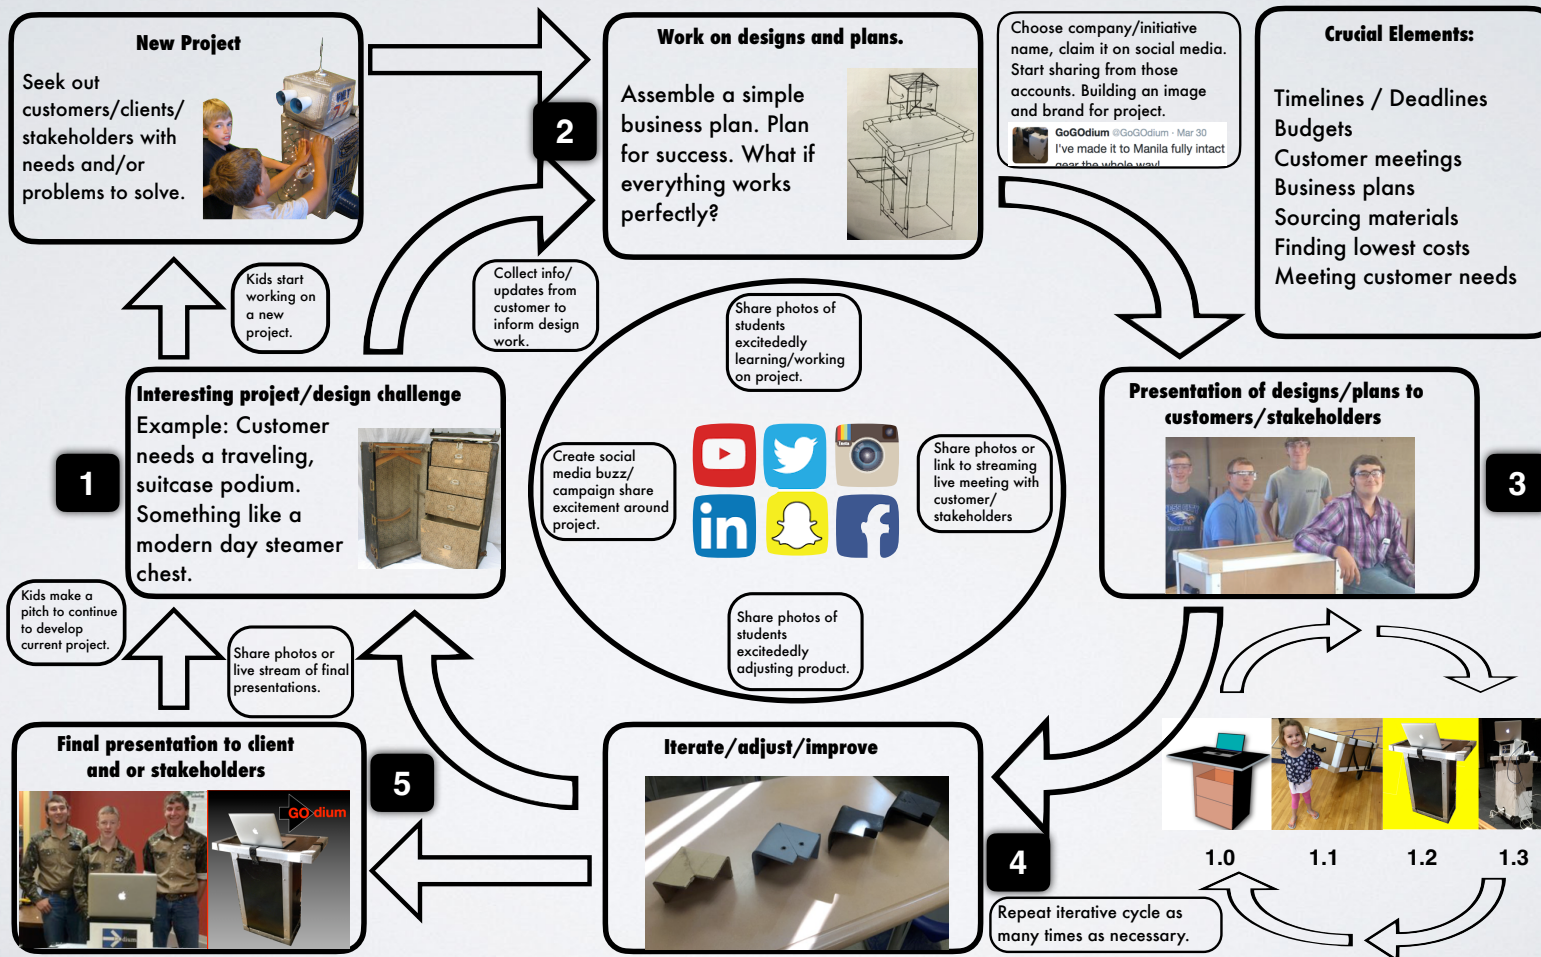 New Project
Seek out
customers/clients/
stakeholders with
needs and/or
problems to solve.
2
Work on designs and plans.
Assemble a simple
business plan. Plan
for success. What if
everything works
perfectly?
Choose company/initiative
name, claim it on social media.
Start sharing from those
accounts. Building an image
and brand for project.
GoGOdium @GoGOdium · Mar 30
I've made it to Manila fully intact
gear the whole way!
Crucial Elements:
Timelines / Deadlines
Budgets
Customer meetings
Business plans
Sourcing materials
Finding lowest costs
Meeting customer needs
Kids start
working on
a new
project.
Collect info/
updates from
customer to
inform design
work.
Share photos of
students
excitededly
learning/working
on project.
1
Interesting project/design challenge
Example: Customer
needs a traveling,
suitcase podium.
Something like a
modern day steamer
chest.
Create social
media buzz/
campaign share
excitement around
project.
in
f
Share photos or
link to streaming
live meeting with
customer/
stakeholders
Presentation of designs/plans to
customers/stakeholders
3
Kids make a
pitch to continue
to develop
current project.
Share photos or
live stream of final
presentations.
Share photos of
students
excitededly
adjusting product.
Final presentation to client
and or stakeholders
GO dium
5
Iterate/adjust/improve
4
1.0
1.1
1.2
1.3
Repeat iterative cycle as
many times as necessary.